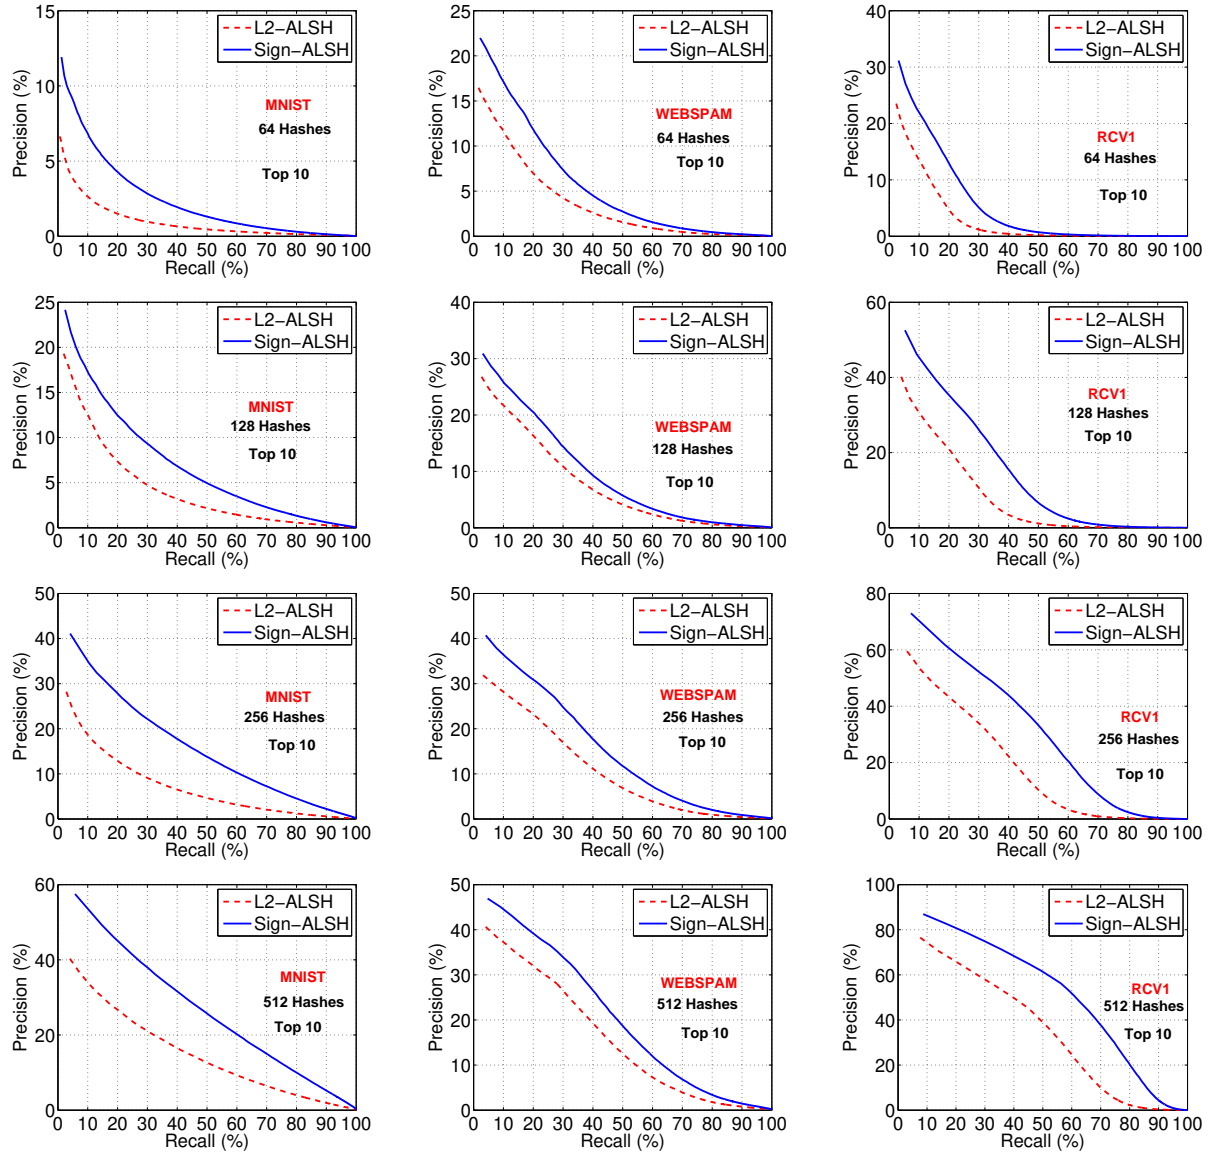 15
10
5
0
Precision (%)
0 10 20 30 40 50 60 70 80 90 100
Recall (%)
L2−ALSH
Sign−ALSH
MNIST
64 Hashes
Top 10
25
20
15
10
5
0
Precision (%)
0 10 20 30 40 50 60 70 80 90 100
Recall (%)
L2−ALSH
Sign−ALSH
WEBSPAM
64 Hashes
Top 10
40
30
20
10
0
Precision (%)
0 10 20 30 40 50 60 70 80 90 100
Recall (%)
L2−ALSH
Sign−ALSH
RCV1
64 Hashes
Top 10
25
20
15
10
5
0
Precision (%)
0 10 20 30 40 50 60 70 80 90 100
Recall (%)
L2−ALSH
Sign−ALSH
MNIST
128 Hashes
Top 10
40
30
20
10
0
Precision (%)
0 10 20 30 40 50 60 70 80 90 100
Recall (%)
L2−ALSH
Sign−ALSH
WEBSPAM
128 Hashes
Top 10
60
40
20
0
Precision (%)
0 10 20 30 40 50 60 70 80 90 100
Recall (%)
L2−ALSH
Sign−ALSH
RCV1
128 Hashes
Top 10
50
40
30
20
10
0
Precision (%)
0 10 20 30 40 50 60 70 80 90 100
Recall (%)
L2−ALSH
Sign−ALSH
MNIST
256 Hashes
Top 10
50
40
30
20
10
0
Precision (%)
0 10 20 30 40 50 60 70 80 90 100
Recall (%)
L2−ALSH
Sign−ALSH
WEBSPAM
256 Hashes
Top 10
80
60
40
20
0
Precision (%)
0 10 20 30 40 50 60 70 80 90 100
Recall (%)
L2−ALSH
Sign−ALSH
RCV1
256 Hashes
Top 10
60
40
20
0
Precision (%)
0 10 20 30 40 50 60 70 80 90 100
Recall (%)
L2−ALSH
Sign−ALSH
MNIST
512 Hashes
Top 10
50
40
30
20
10
0
Precision (%)
0 10 20 30 40 50 60 70 80 90 100
Recall (%)
L2−ALSH
Sign−ALSH
WEBSPAM
512 Hashes
Top 10
100
80
60
40
20
0
Precision (%)
0 10 20 30 40 50 60 70 80 90 100
Recall (%)
L2−ALSH
Sign−ALSH
RCV1
512 Hashes
Top 10